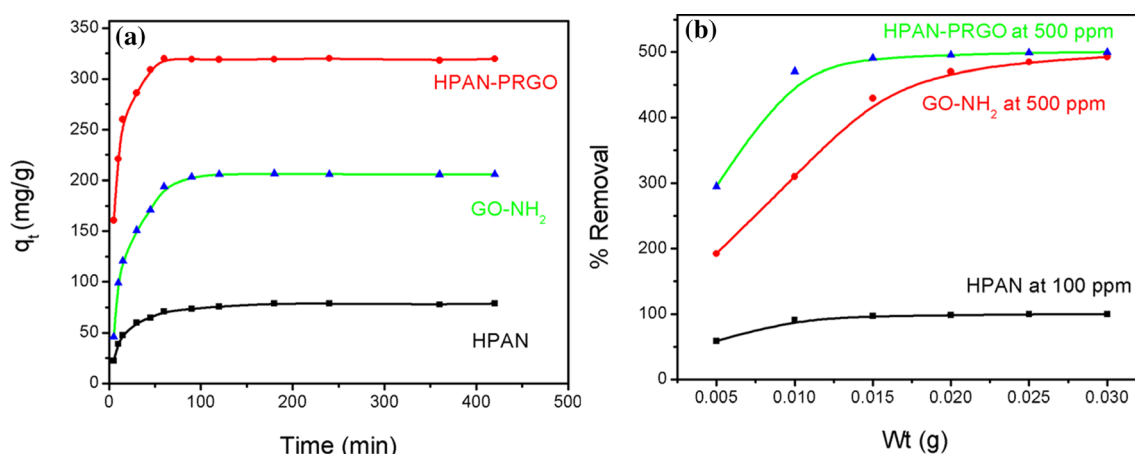 (a)
350
300
250
200
150
100
50
0
q_t (mg/g)
HPAN-PRGO
GO-NH₂
HPAN
0 100 200 300 400 500
Time (min)
(b)
HPAN-PRGO at 500 ppm
500
400
300
200
100
0
% Removal
GO-NH₂ at 500 ppm
HPAN at 100 ppm
0.005 0.010 0.015 0.020 0.025 0.030
Wt (g)